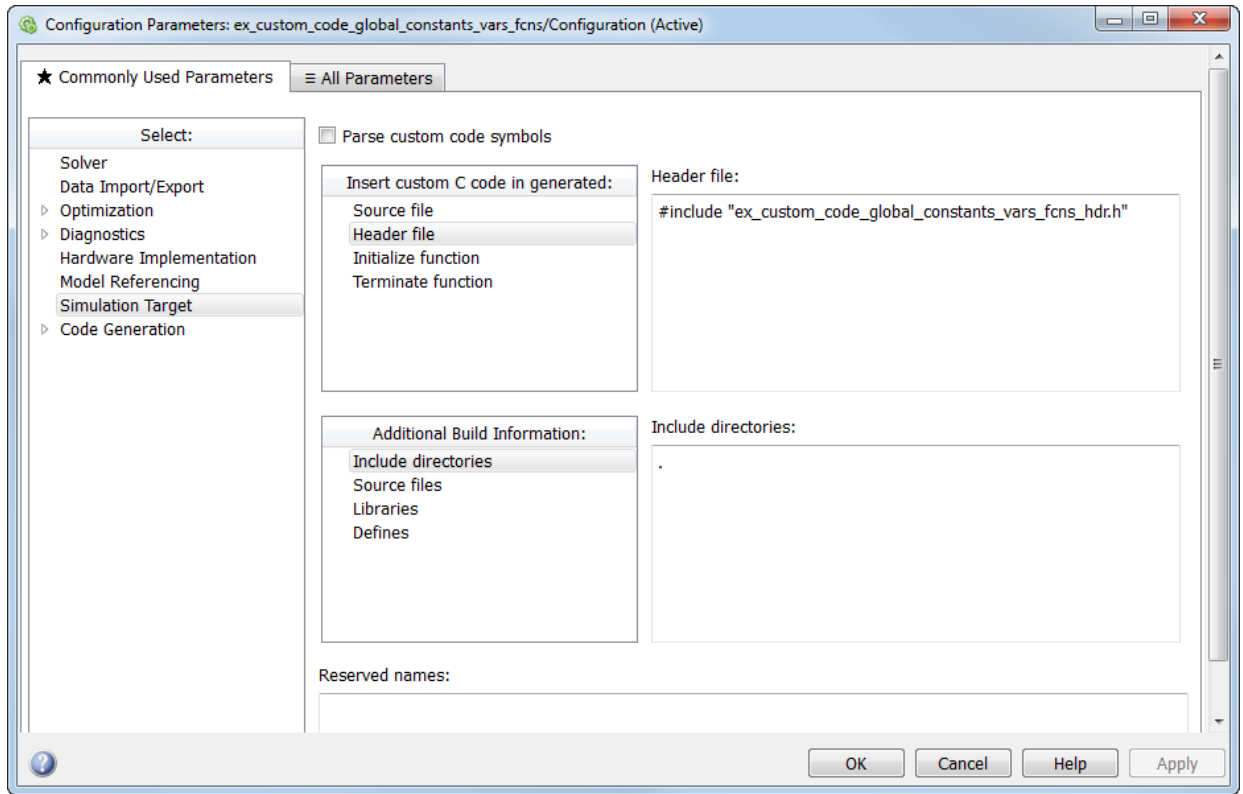 Configuration Parameters: ex_custom_code_global_constants_vars_fcns/Configuration (Active)
★ Commonly Used Parameters
≡ All Parameters
Select:
Solver
Data Import/Export
Optimization
Diagnostics
Hardware Implementation
Model Referencing
Simulation Target
Code Generation
Parse custom code symbols
Insert custom C code in generated:
Source file
Header file
Initialize function
Terminate function
Header file:
#include "ex_custom_code_global_constants_vars_fcns_hdr.h"
Additional Build Information:
Include directories
Source files
Libraries
Defines
Include directories:
.
Reserved names:
?
OK
Cancel
Help
Apply